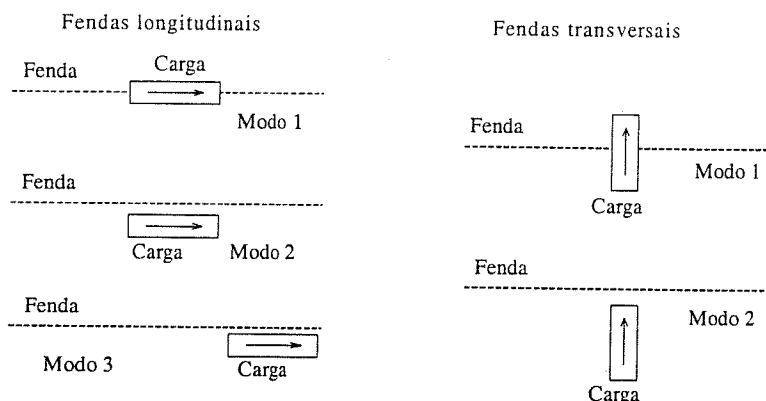 Fendas longitudinais
Fenda
Carga
Modo 1
Fenda
Carga
Modo 2
Fenda
Modo 3
Carga
Fendas transversais
Fenda
Modo 1
Carga
Fenda
Modo 2
Carga